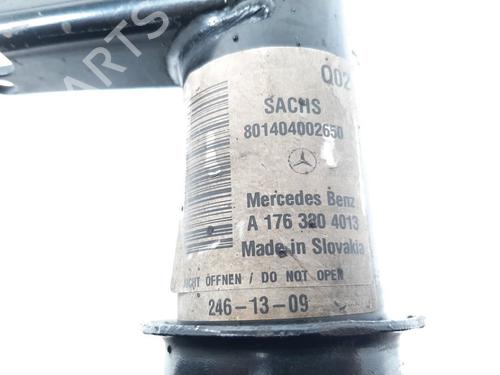 Q02
SACHS
801404002650
Mercedes Benz
A 176 320 4013
Made in Slovakia
NICHT ÖFFNEN / DO NOT OPEN
246-13-09
PARTS